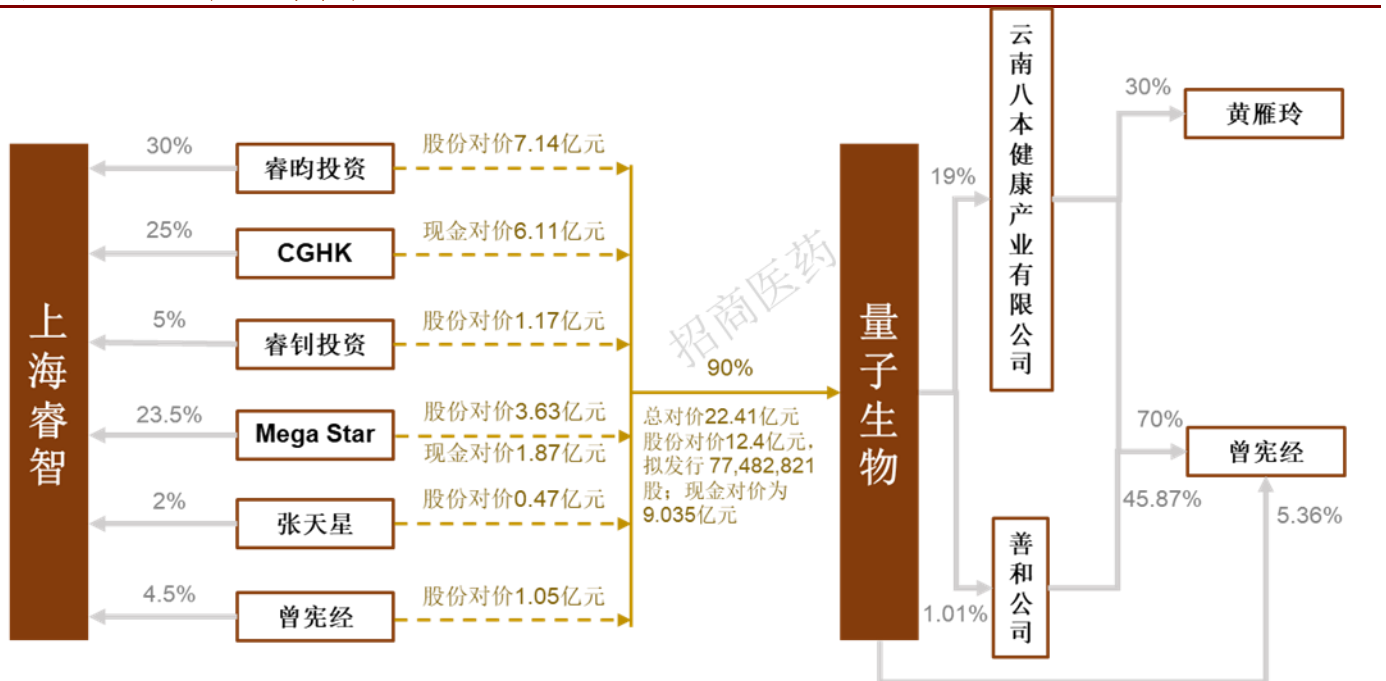 上海睿智
30%
25%
5%
23.5%
2%
4.5%
睿昀投资
CGHK
睿钊投资
Mega Star
张天星
曾宪经
股份对价7.14亿元
现金对价6.11亿元
股份对价1.17亿元
股份对价3.63亿元
现金对价1.87亿元
股份对价0.47亿元
股份对价1.05亿元
招商医药
90%
总对价22.41亿元
股份对价12.4亿元,
拟发行 77,482,821
股；现金对价为
9.035亿元
量子生物
19%
1.01%
云南八本健康产业有限公司
善和公司
30%
70%
45.87%
5.36%
黄雁玲
曾宪经